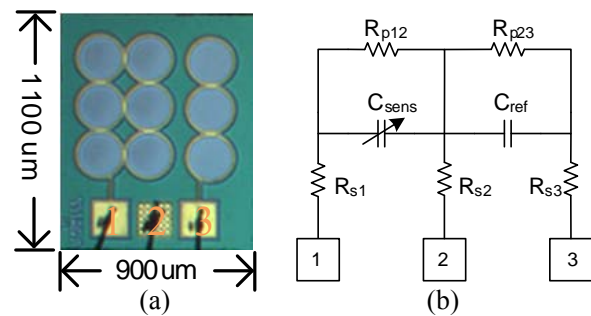 1100 um
1 2 3
900 um
(a)
Rp12
Rp23
Csens
Cref
Rs1
Rs2
Rs3
1
2
3
(b)